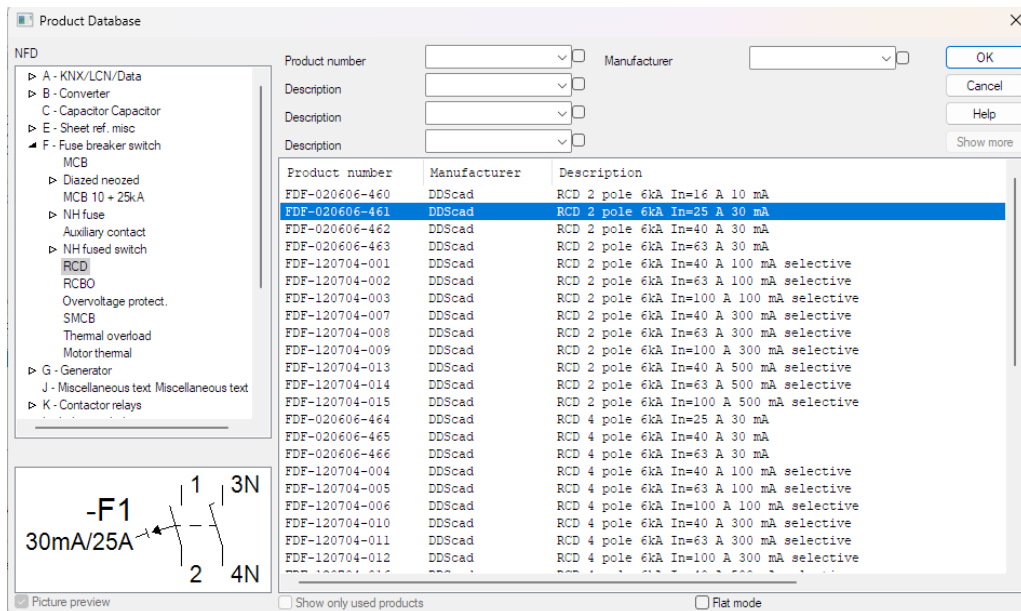 Product Database
NFD
A - KNX/LCN/Data
B - Converter
C - Capacitor Capacitor
E - Sheet ref. misc
F - Fuse breaker switch
MCB
Diazed neozed
MCB 10 + 25kA
NH fuse
Auxiliary contact
NH fused switch
RCD
RCBO
Overvoltage protect.
SMCB
Thermal overload
Motor thermal
G - Generator
J - Miscellaneous text Miscellaneous text
K - Contactor relays
Product number
Manufacturer
Description
Description
Description
OK
Cancel
Help
Show more
Product number Manufacturer Description
FDF-020606-460 DDScad RCD 2 pole 6kA In=16 A 10 mA
FDF-020606-461 DDScad RCD 2 pole 6kA In=25 A 30 mA
FDF-020606-462 DDScad RCD 2 pole 6kA In=40 A 30 mA
FDF-020606-463 DDScad RCD 2 pole 6kA In=63 A 30 mA
FDF-120704-001 DDScad RCD 2 pole 6kA In=40 A 100 mA selective
FDF-120704-002 DDScad RCD 2 pole 6kA In=63 A 100 mA selective
FDF-120704-003 DDScad RCD 2 pole 6kA In=100 A 100 mA selective
FDF-120704-007 DDScad RCD 2 pole 6kA In=40 A 300 mA selective
FDF-120704-008 DDScad RCD 2 pole 6kA In=63 A 300 mA selective
FDF-120704-009 DDScad RCD 2 pole 6kA In=100 A 300 mA selective
FDF-120704-013 DDScad RCD 2 pole 6kA In=40 A 500 mA selective
FDF-120704-014 DDScad RCD 2 pole 6kA In=63 A 500 mA selective
FDF-120704-015 DDScad RCD 2 pole 6kA In=100 A 500 mA selective
FDF-020606-464 DDScad RCD 4 pole 6kA In=25 A 30 mA
FDF-020606-465 DDScad RCD 4 pole 6kA In=40 A 30 mA
FDF-020606-466 DDScad RCD 4 pole 6kA In=63 A 30 mA
FDF-120704-004 DDScad RCD 4 pole 6kA In=40 A 100 mA selective
FDF-120704-005 DDScad RCD 4 pole 6kA In=63 A 100 mA selective
FDF-120704-006 DDScad RCD 4 pole 6kA In=100 A 100 mA selective
FDF-120704-010 DDScad RCD 4 pole 6kA In=40 A 300 mA selective
FDF-120704-011 DDScad RCD 4 pole 6kA In=63 A 300 mA selective
FDF-120704-012 DDScad RCD 4 pole 6kA In=100 A 300 mA selective
1 3N
-F1
30mA/25A
2 4N
Picture preview
Show only used products
Flat mode